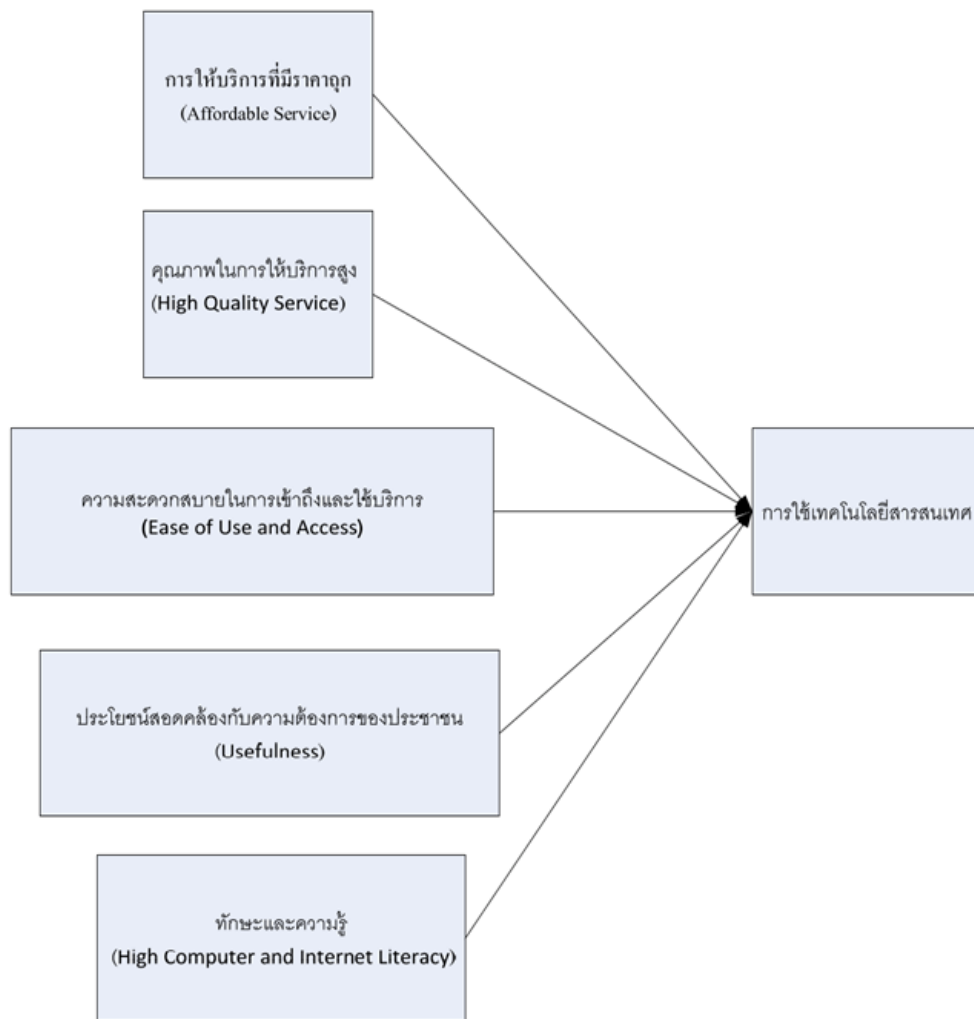 การให้บริการที่มีราคาถูก
(Affordable Service)
คุณภาพในการให้บริการสูง
(High Quality Service)
ความสะดวกสบายในการเข้าถึงและใช้บริการ
(Ease of Use and Access)
การใช้เทคโนโลยีสารสนเทศ
ประโยชน์สอดคล้องกับความต้องการของประชาชน
(Usefulness)
ทักษะและความรู้
(High Computer and Internet Literacy)